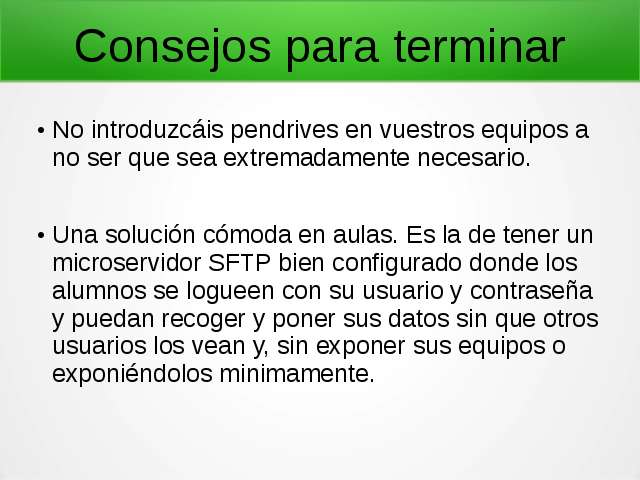 Consejos para terminar
• No introduzcáis pendrives en vuestros equipos a
no ser que sea extremadamente necesario.
• Una solución cómoda en aulas. Es la de tener un
microservidor SFTP bien configurado donde los
alumnos se logueen con su usuario y contraseña
y puedan recoger y poner sus datos sin que otros
usuarios los vean y, sin exponer sus equipos o
exponiéndolos minimamente.